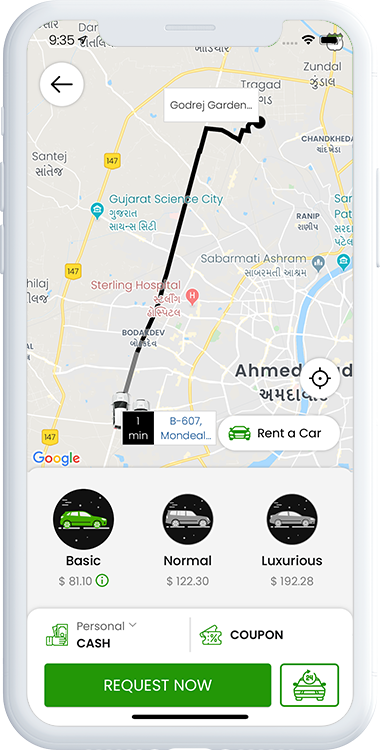 9:35
Zundal
ઝુંડાલ
Tragad
Godrej Garden...
CHANDKHEDA
ચાંદખેડા
Santej
સાંતેજ
147
Gujarat Science City
ગુજરાત
સાયન્સ સિટી
RANIP
રાણીપ
Sabarmati Ashram
સાબરમતી આશ્રમ
147
Sterling Hospital
સ્ટર્લીંગ
હોસ્પિટલ
BODAKDEV
બોડકદેવ
અમદાવાદ
1
min
B-607,
Mondeal...
Rent a Car
147
Google
Basic
$ 81.10
Normal
$ 122.30
Luxurious
$ 192.28
Personal
CASH
COUPON
REQUEST NOW
24